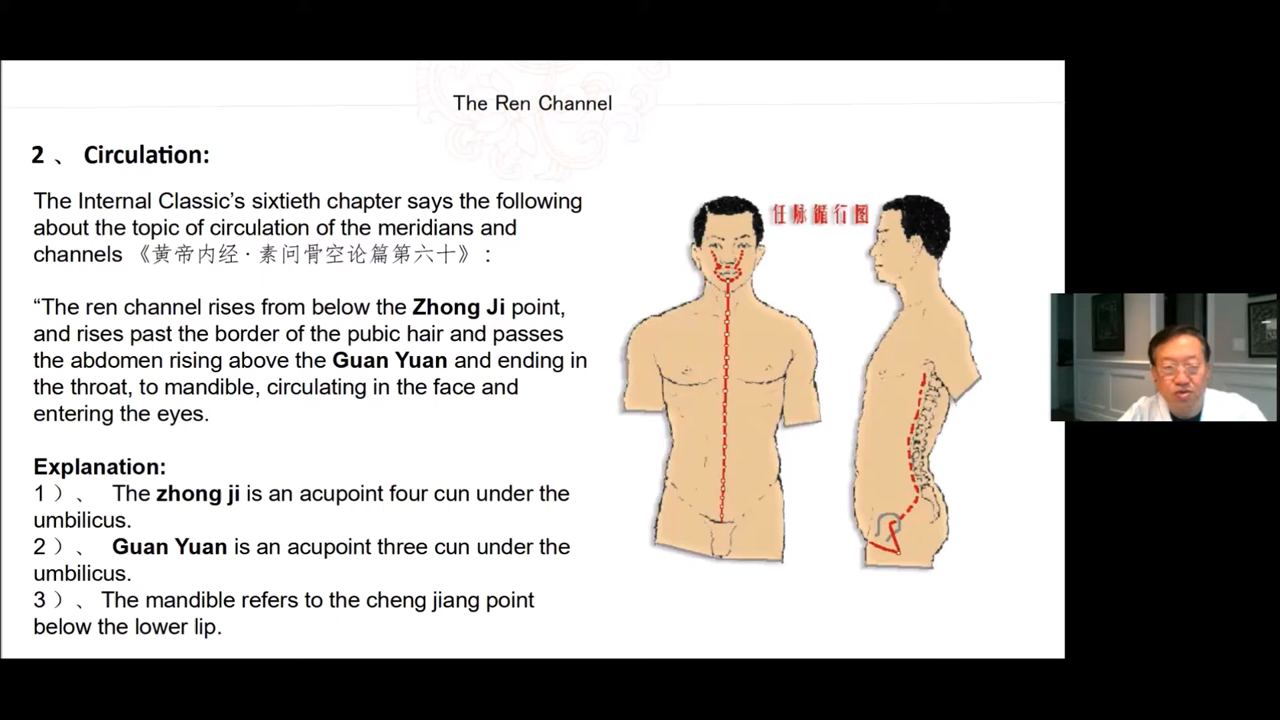 The Ren Channel
2 、 Circulation:
The Internal Classic’s sixtieth chapter says the following
about the topic of circulation of the meridians and
channels 《黄帝内经 · 素问骨空论篇第六十》 :
“The ren channel rises from below the Zhong Ji point,
and rises past the border of the pubic hair and passes
the abdomen rising above the Guan Yuan and ending in
the throat, to mandible, circulating in the face and
entering the eyes.
Explanation:
1 ）、 The zhong ji is an acupoint four cun under the
umbilicus.
2 ）、 Guan Yuan is an acupoint three cun under the
umbilicus.
3 ）、 The mandible refers to the cheng jiang point
below the lower lip.
任脉循行图